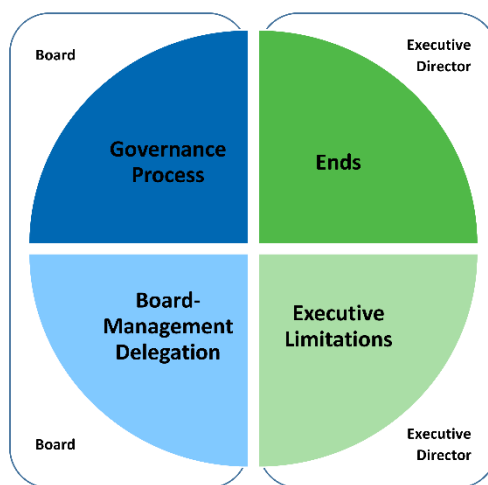 Board
Executive
Director
Governance
Process
Ends
Board-
Management
Delegation
Executive
Limitations
Board
Executive
Director